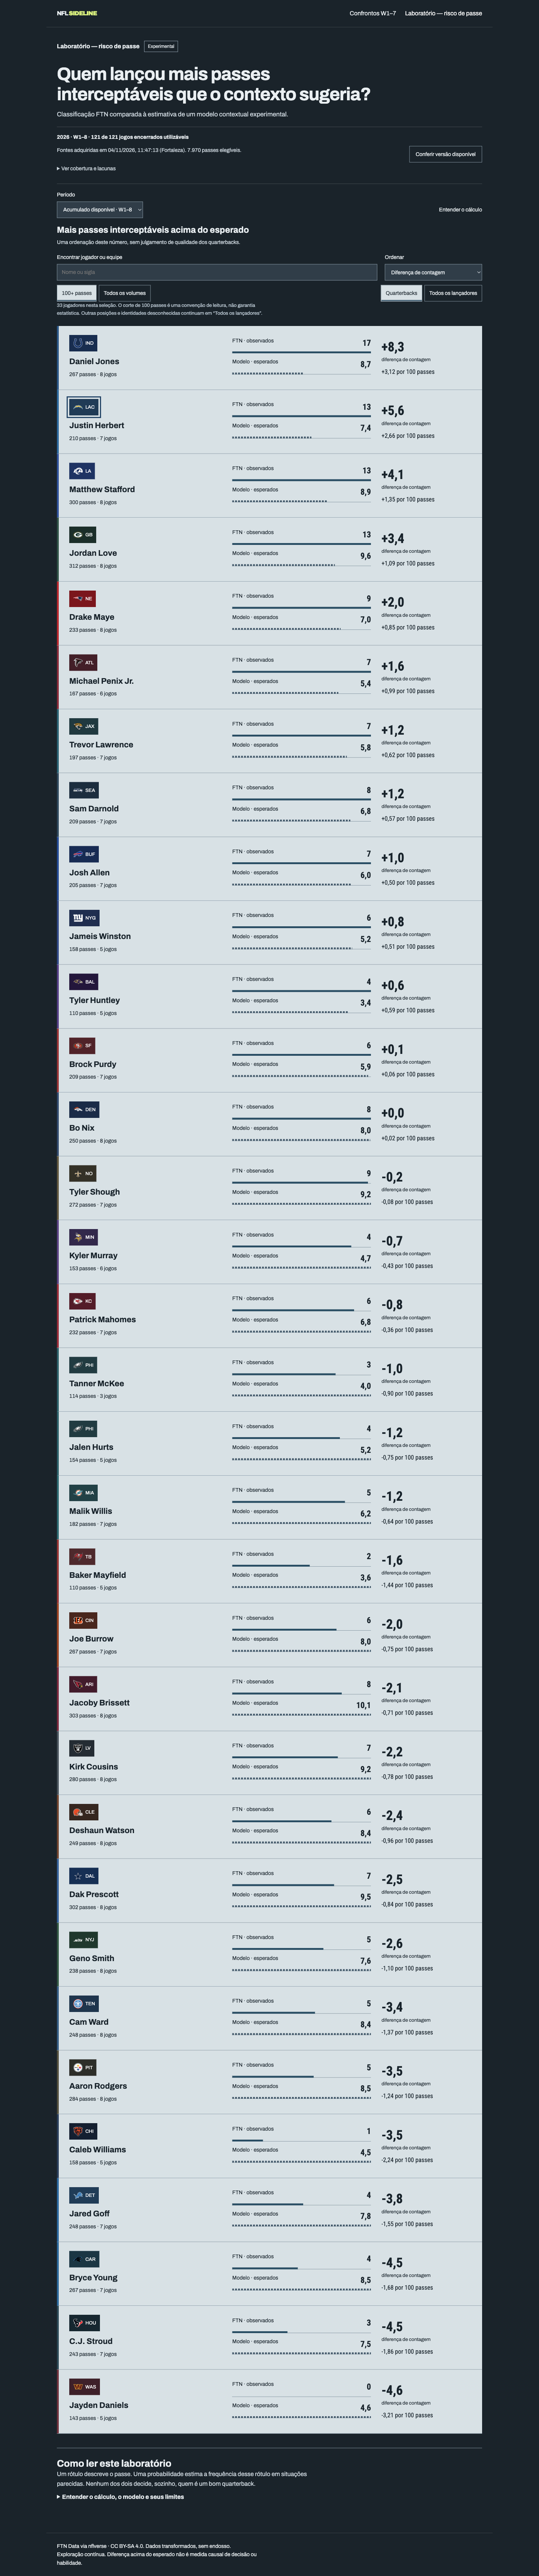 NFL SIDELINE
Confrontos W1–7 Laboratório — risco de passe
Laboratório — risco de passe Experimental
Quem lançou mais passes
interceptáveis que o contexto sugeria?
Classificação FTN comparada à estimativa de um modelo contextual experimental.
2026 · W1–8 · 121 de 121 jogos encerrados utilizáveis
Fontes adquiridas em 04/11/2026, 11:47:13 (Fortaleza). 7.970 passes elegíveis.
Conferir versão disponível
Ver cobertura e lacunas
Período
Acumulado disponível · W1–8
Entender o cálculo
Mais passes interceptáveis acima do esperado
Uma ordenação deste número, sem julgamento de qualidade dos quarterbacks.
Encontrar jogador ou equipe
Ordenar
Nome ou sigla
Diferença de contagem
100+ passes Todos os volumes
Quarterbacks Todos os lançadores
33 jogadores nesta seleção. O corte de 100 passes é uma convenção de leitura, não garantia
estatística. Outras posições e identidades desconhecidas continuam em “Todos os lançadores”.
IND
Daniel Jones
267 passes · 8 jogos
FTN · observados 17
Modelo · esperados 8,7
+8,3
diferença de contagem
+3,12 por 100 passes
LAC
Justin Herbert
210 passes · 7 jogos
FTN · observados 13
Modelo · esperados 7,4
+5,6
diferença de contagem
+2,66 por 100 passes
LA
Matthew Stafford
300 passes · 8 jogos
FTN · observados 13
Modelo · esperados 8,9
+4,1
diferença de contagem
+1,35 por 100 passes
GB
Jordan Love
312 passes · 8 jogos
FTN · observados 13
Modelo · esperados 9,6
+3,4
diferença de contagem
+1,09 por 100 passes
NE
Drake Maye
233 passes · 8 jogos
FTN · observados 9
Modelo · esperados 7,0
+2,0
diferença de contagem
+0,85 por 100 passes
ATL
Michael Penix Jr.
167 passes · 6 jogos
FTN · observados 7
Modelo · esperados 5,4
+1,6
diferença de contagem
+0,99 por 100 passes
JAX
Trevor Lawrence
197 passes · 7 jogos
FTN · observados 7
Modelo · esperados 5,8
+1,2
diferença de contagem
+0,62 por 100 passes
SEA
Sam Darnold
209 passes · 7 jogos
FTN · observados 8
Modelo · esperados 6,8
+1,2
diferença de contagem
+0,57 por 100 passes
BUF
Josh Allen
205 passes · 7 jogos
FTN · observados 7
Modelo · esperados 6,0
+1,0
diferença de contagem
+0,50 por 100 passes
NYG
Jameis Winston
158 passes · 5 jogos
FTN · observados 6
Modelo · esperados 5,2
+0,8
diferença de contagem
+0,51 por 100 passes
BAL
Tyler Huntley
110 passes · 5 jogos
FTN · observados 4
Modelo · esperados 3,4
+0,6
diferença de contagem
+0,59 por 100 passes
SF
Brock Purdy
209 passes · 7 jogos
FTN · observados 6
Modelo · esperados 5,9
+0,1
diferença de contagem
+0,06 por 100 passes
DEN
Bo Nix
250 passes · 8 jogos
FTN · observados 8
Modelo · esperados 8,0
+0,0
diferença de contagem
+0,02 por 100 passes
NO
Tyler Shough
272 passes · 7 jogos
FTN · observados 9
Modelo · esperados 9,2
-0,2
diferença de contagem
-0,08 por 100 passes
MIN
Kyler Murray
153 passes · 6 jogos
FTN · observados 4
Modelo · esperados 4,7
-0,7
diferença de contagem
-0,43 por 100 passes
KC
Patrick Mahomes
232 passes · 7 jogos
FTN · observados 6
Modelo · esperados 6,8
-0,8
diferença de contagem
-0,36 por 100 passes
PHI
Tanner McKee
114 passes · 3 jogos
FTN · observados 3
Modelo · esperados 4,0
-1,0
diferença de contagem
-0,90 por 100 passes
PHI
Jalen Hurts
154 passes · 5 jogos
FTN · observados 4
Modelo · esperados 5,2
-1,2
diferença de contagem
-0,75 por 100 passes
MIA
Malik Willis
182 passes · 7 jogos
FTN · observados 5
Modelo · esperados 6,2
-1,2
diferença de contagem
-0,64 por 100 passes
TB
Baker Mayfield
110 passes · 5 jogos
FTN · observados 2
Modelo · esperados 3,6
-1,6
diferença de contagem
-1,44 por 100 passes
CIN
Joe Burrow
267 passes · 8 jogos
FTN · observados 6
Modelo · esperados 8,0
-2,0
diferença de contagem
-0,75 por 100 passes
ARI
Jacoby Brissett
303 passes · 8 jogos
FTN · observados 8
Modelo · esperados 10,1
-2,1
diferença de contagem
-0,71 por 100 passes
LV
Kirk Cousins
280 passes · 8 jogos
FTN · observados 7
Modelo · esperados 9,2
-2,2
diferença de contagem
-0,78 por 100 passes
CLE
Deshaun Watson
249 passes · 8 jogos
FTN · observados 6
Modelo · esperados 8,4
-2,4
diferença de contagem
-0,96 por 100 passes
DAL
Dak Prescott
302 passes · 8 jogos
FTN · observados 7
Modelo · esperados 9,5
-2,5
diferença de contagem
-0,84 por 100 passes
NYJ
Geno Smith
238 passes · 8 jogos
FTN · observados 5
Modelo · esperados 7,6
-2,6
diferença de contagem
-1,10 por 100 passes
TEN
Cam Ward
248 passes · 8 jogos
FTN · observados 5
Modelo · esperados 8,4
-3,4
diferença de contagem
-1,37 por 100 passes
PIT
Aaron Rodgers
284 passes · 8 jogos
FTN · observados 5
Modelo · esperados 8,5
-3,5
diferença de contagem
-1,24 por 100 passes
CHI
Caleb Williams
158 passes · 5 jogos
FTN · observados 1
Modelo · esperados 4,5
-3,5
diferença de contagem
-2,24 por 100 passes
DET
Jared Goff
248 passes · 7 jogos
FTN · observados 4
Modelo · esperados 7,8
-3,8
diferença de contagem
-1,55 por 100 passes
CAR
Bryce Young
267 passes · 7 jogos
FTN · observados 4
Modelo · esperados 8,5
-4,5
diferença de contagem
-1,68 por 100 passes
HOU
C.J. Stroud
243 passes · 7 jogos
FTN · observados 3
Modelo · esperados 7,5
-4,5
diferença de contagem
-1,86 por 100 passes
WAS
Jayden Daniels
143 passes · 5 jogos
FTN · observados 0
Modelo · esperados 4,6
-4,6
diferença de contagem
-3,21 por 100 passes
Como ler este laboratório
Um rótulo descreve o passe. Uma probabilidade estima a frequência desse rótulo em situações
parecidas. Nenhum dos dois decide, sozinho, quem é um bom quarterback.
Entender o cálculo, o modelo e seus limites
FTN Data via nflverse · CC BY-SA 4.0. Dados transformados, sem endosso.
Exploração contínua. Diferença acima do esperado não é medida causal de decisão ou
habilidade.